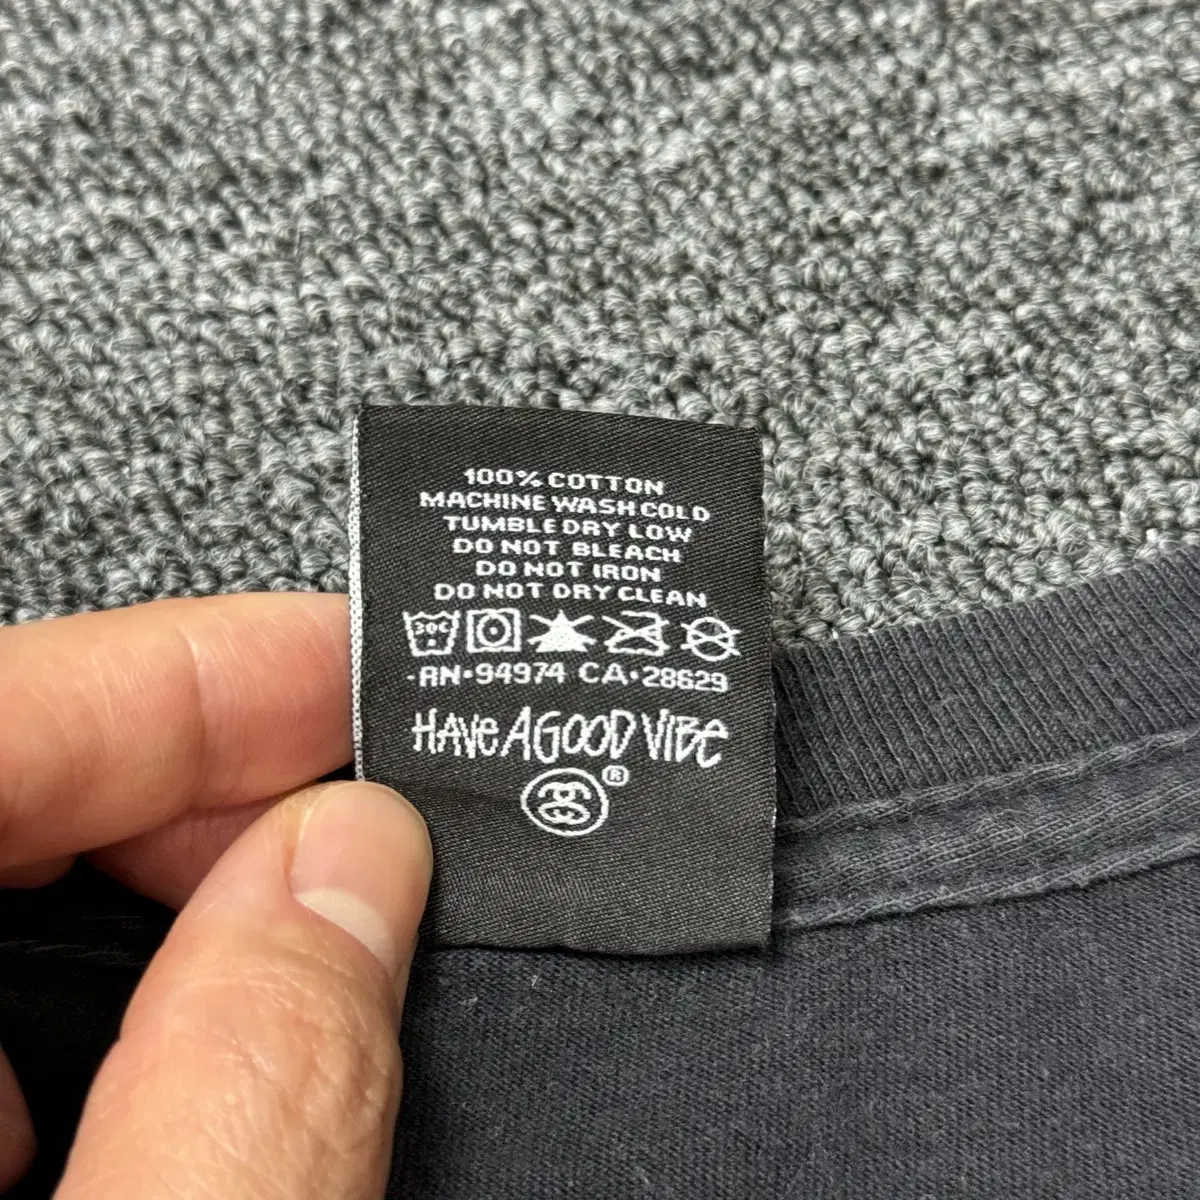 100% COTTON
MACHINE WASH COLD
TUMBLE DRY LOW
DO NOT BLEACH
DO NOT IRON
DO NOT DRY CLEAN
30C
-RN•94974 CA•28629
HAVE A GOOD VIBE
®